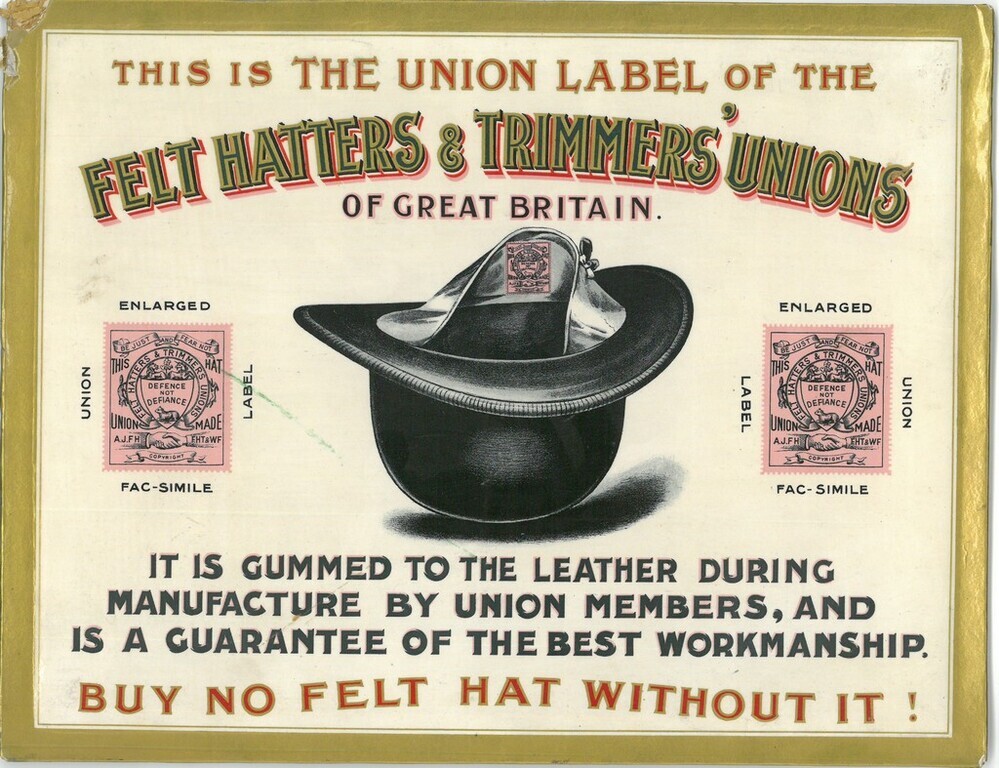 THIS IS THE UNION LABEL OF THE
FELT HATTERS & TRIMMERS' UNIONS
OF GREAT BRITAIN.
ENLARGED
UNION
BE JUST AND FEAR NOT
THIS HAT
FELT HATTERS & TRIMMERS UNIONS
DEFENCE
NOT
DEFIANCE
UNION MADE
A.J.F.H F.H.T&WF
COPYRIGHT
LABEL
FAC-SIMILE
ENLARGED
LABEL
BE JUST AND FEAR NOT
THIS HAT
FELT HATTERS & TRIMMERS UNIONS
DEFENCE
NOT
DEFIANCE
UNION MADE
A.J.F.H F.H.T&WF
COPYRIGHT
UNION
FAC-SIMILE
IT IS GUMMED TO THE LEATHER DURING
MANUFACTURE BY UNION MEMBERS, AND
IS A GUARANTEE OF THE BEST WORKMANSHIP.
BUY NO FELT HAT WITHOUT IT !